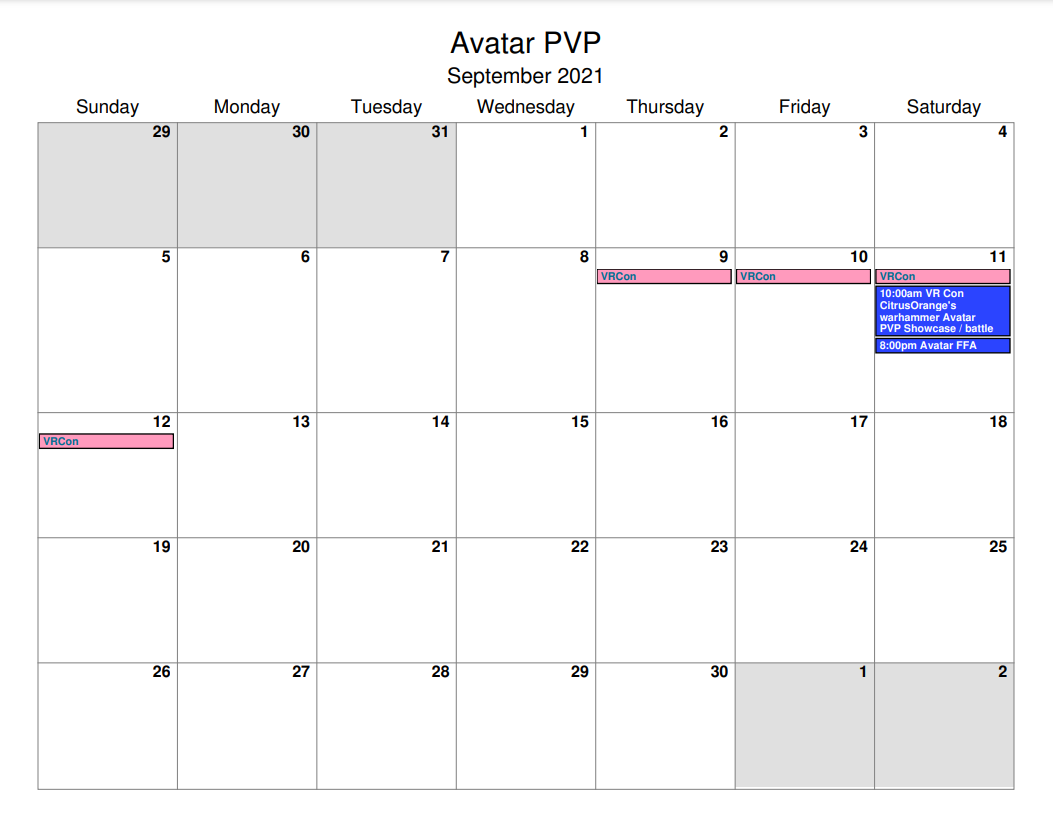 Avatar PVP
September 2021
Sunday Monday Tuesday Wednesday Thursday Friday Saturday
29 30 31 1 2 3 4
5 6 7 8 9 10 11
VRCon VRCon VRCon
10:00am VR Con
CitrusOrange's
warhammer Avatar
PVP Showcase / battle
8:00pm Avatar FFA
12 13 14 15 16 17 18
VRCon
19 20 21 22 23 24 25
26 27 28 29 30 1 2